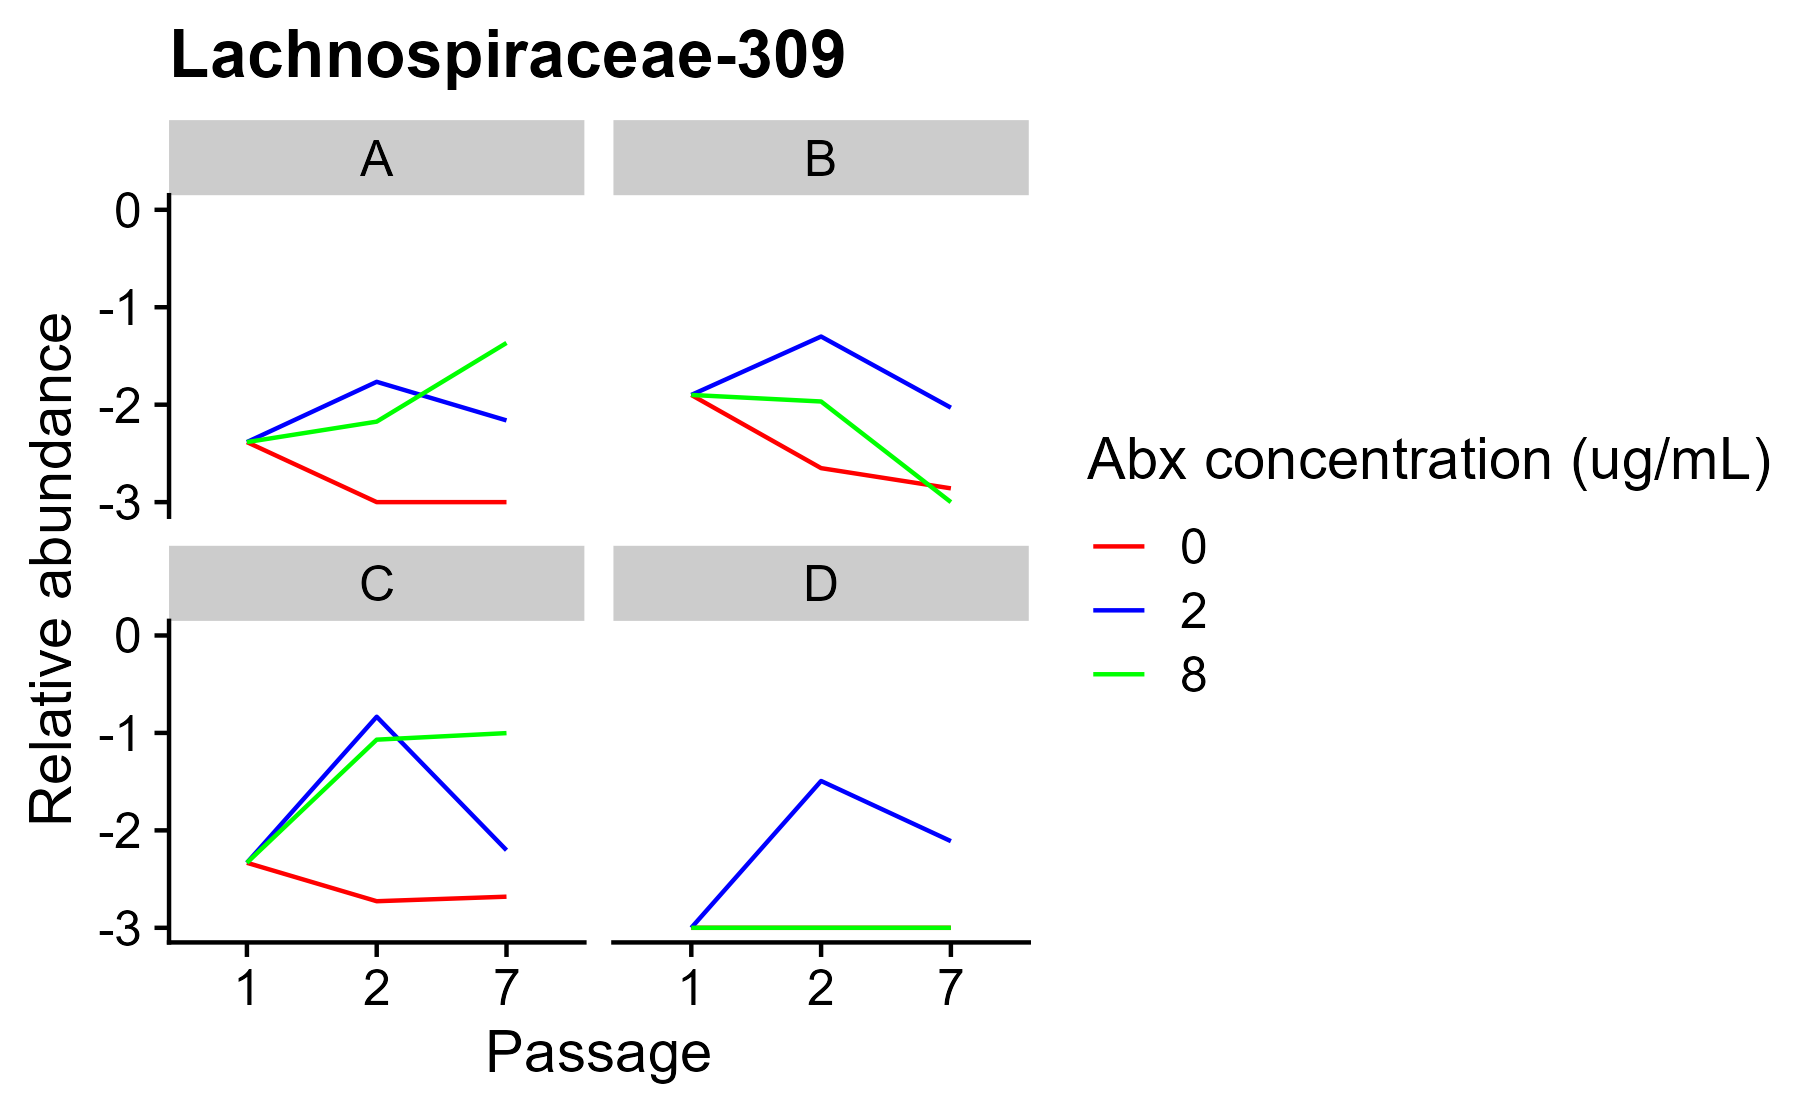 Lachnospiraceae-309
A
B
0
-1
-2
-3
C
D
0
-1
-2
-3
1 2 7
1 2 7
Passage
Relative abundance
Abx concentration (ug/mL)
0
2
8